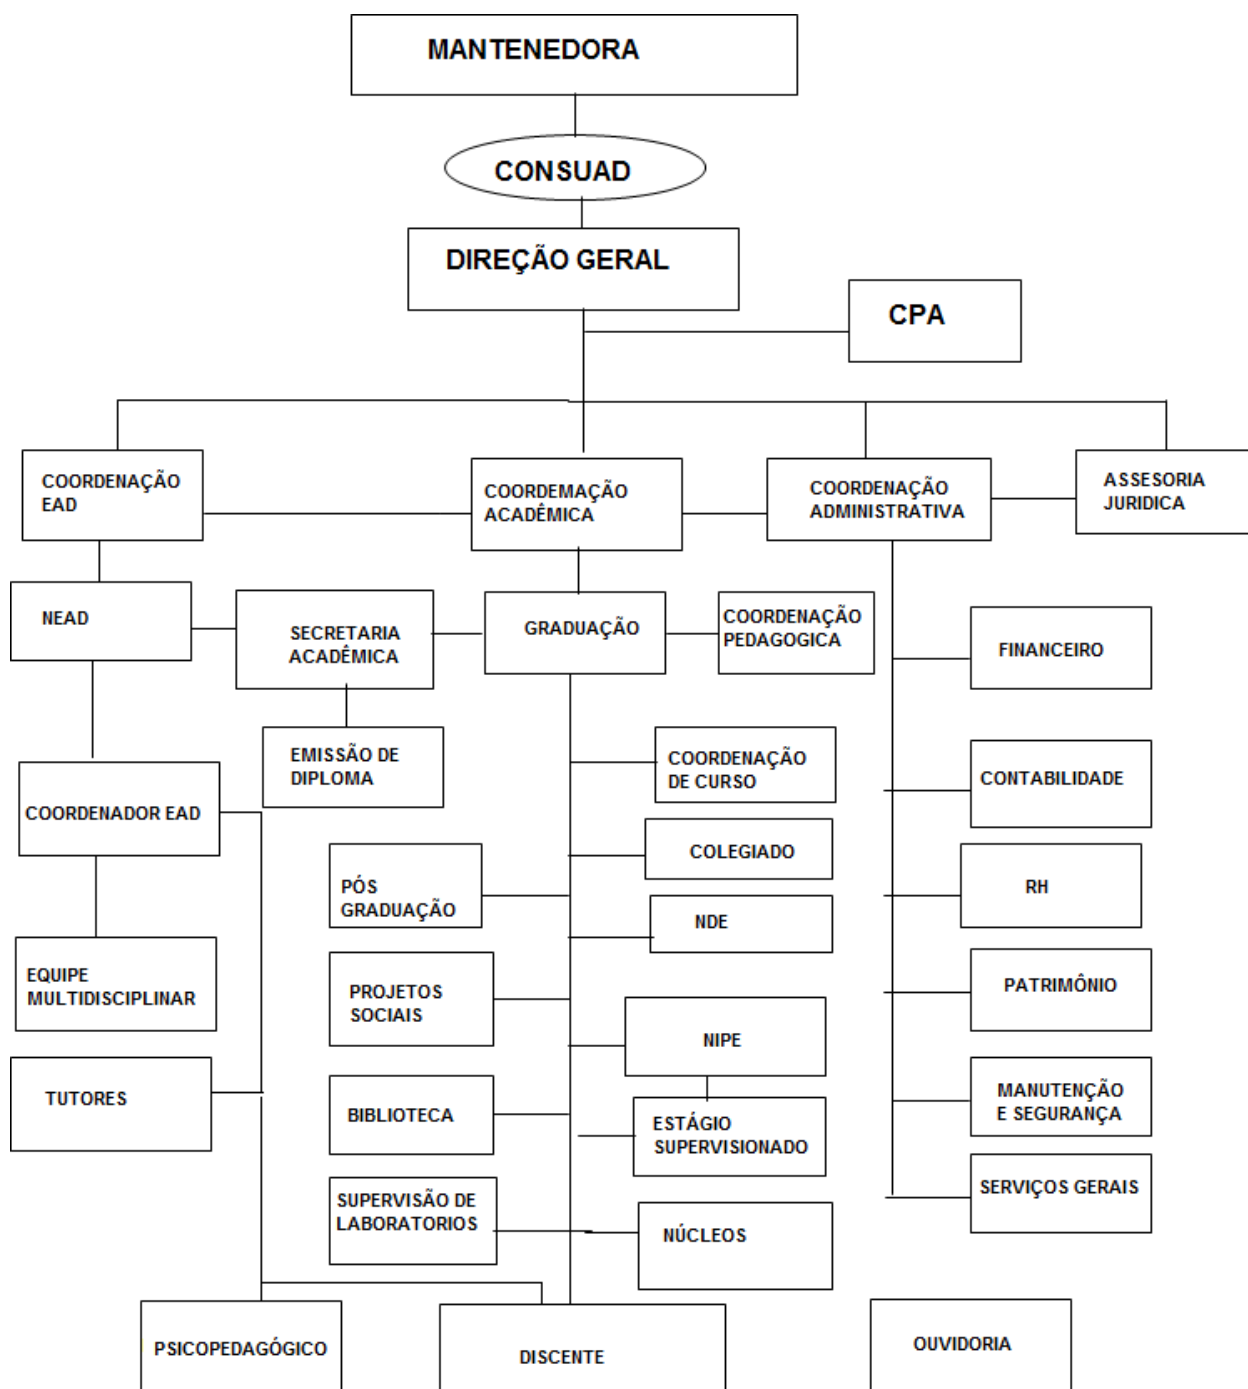 MANTENEDORA
CONSUAD
DIREÇÃO GERAL
CPA
COORDENAÇÃO
EAD
COORDEMAÇÃO
ACADÊMICA
COORDENAÇÃO
ADMINISTRATIVA
ASSESORIA
JURIDICA
NEAD
SECRETARIA
ACADÊMICA
GRADUAÇÃO
COORDENAÇÃO
PEDAGOGICA
FINANCEIRO
EMISSÃO DE
DIPLOMA
COORDENAÇÃO
DE CURSO
CONTABILIDADE
COORDENADOR EAD
COLEGIADO
PÓS
GRADUAÇÃO
RH
NDE
EQUIPE
MULTIDISCIPLINAR
PROJETOS
SOCIAIS
PATRIMÔNIO
NIPE
TUTORES
BIBLIOTECA
ESTÁGIO
SUPERVISIONADO
MANUTENÇÃO
E SEGURANÇA
SUPERVISÃO DE
LABORATORIOS
SERVIÇOS GERAIS
NÚCLEOS
PSICOPEDAGÓGICO
DISCENTE
OUVIDORIA